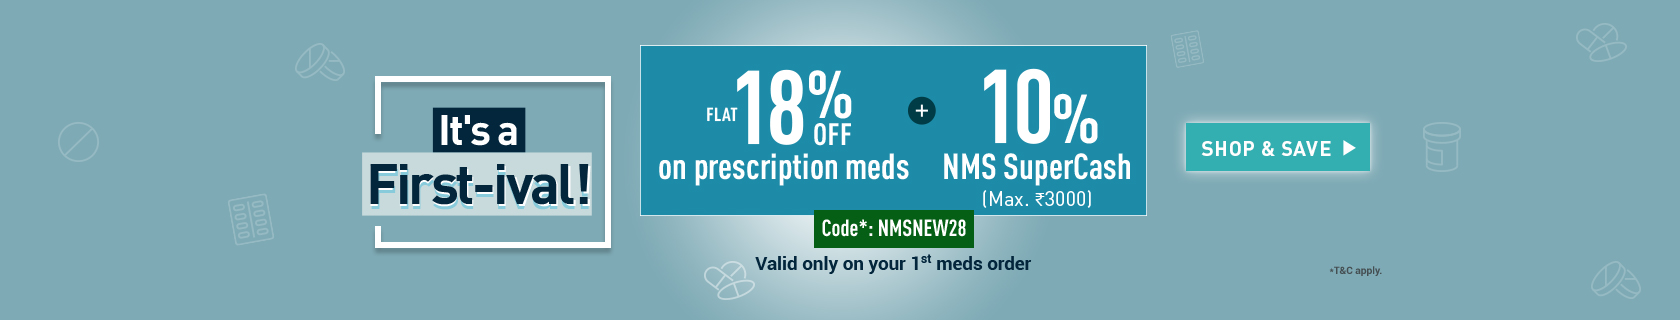 It's a
First-ival!
FLAT 18% OFF
on prescription meds
+
10%
NMS SuperCash
(Max. ₹3000)
Code*: NMSNEW28
Valid only on your 1st meds order
SHOP & SAVE
*T&C apply.